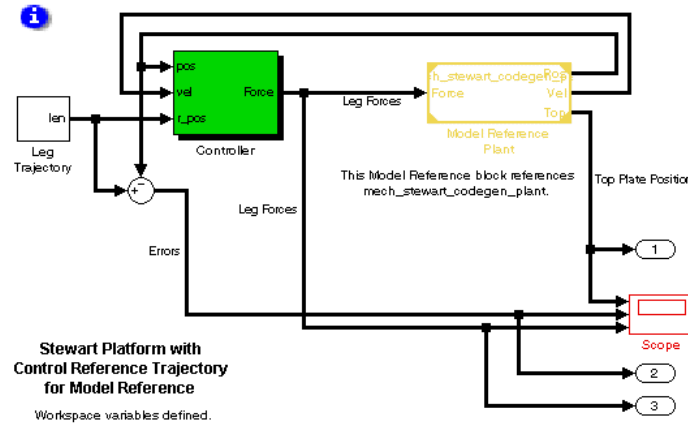 i
pos
vel
r_pos
Force
Controller
len
Leg
Trajectory
Leg Forces
Force
Pos
Vel
Top
Model Reference
Plant
This Model Reference block references
mech_stewart_codegen_plant.
Top Plate Position
Leg Forces
+
−
Errors
1
Scope
2
3
Stewart Platform with
Control Reference Trajectory
for Model Reference
Workspace variables defined.